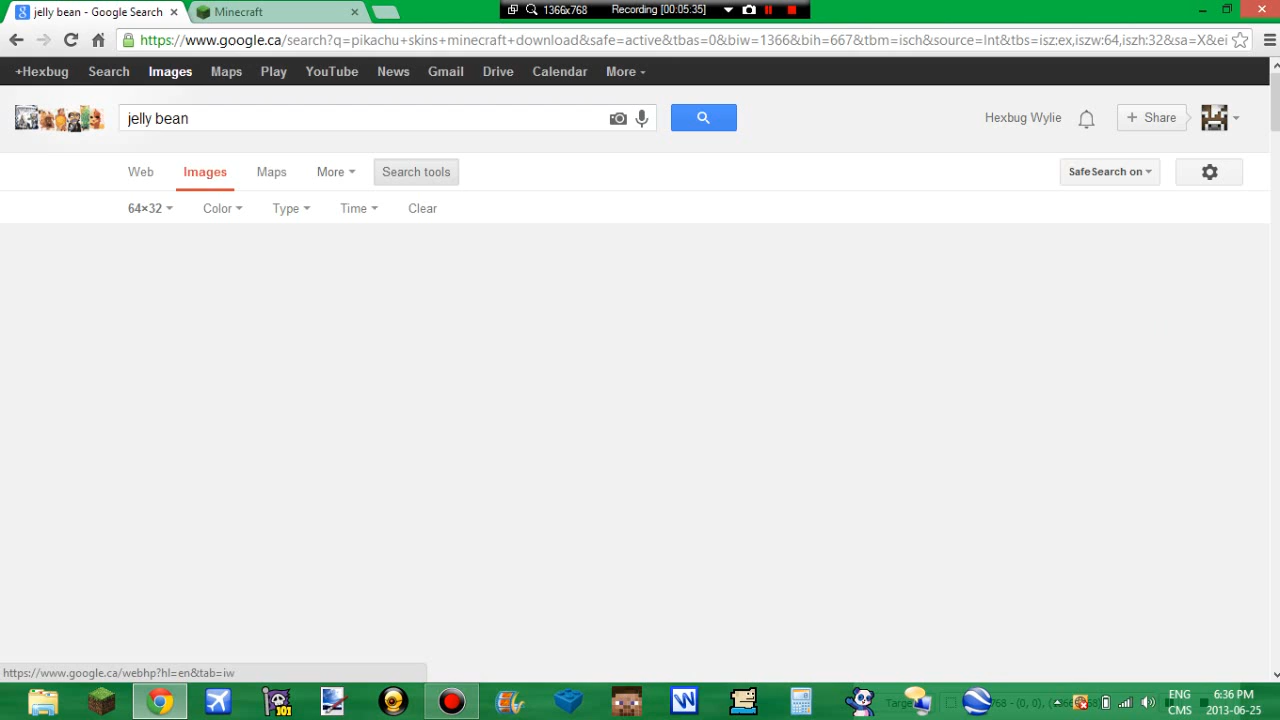 jelly bean - Google Search
Minecraft
1366x768
Recording [00:05:35]
https://www.google.ca/search?q=pikachu+skins+minecraft+download&safe=active&tbas=0&biw=1366&bih=667&tbm=isch&source=lnt&tbs=isz:ex,iszw:64,iszh:32&sa=X&ei
+Hexbug Search Images Maps Play YouTube News Gmail Drive Calendar More
jelly bean
Hexbug Wylie
+ Share
Web Images Maps More Search tools
SafeSearch on
64×32 Color Type Time Clear
https://www.google.ca/webhp?hl=en&tab=iw
101
W
Target
ENG
CMS
6:36 PM
2013-06-25